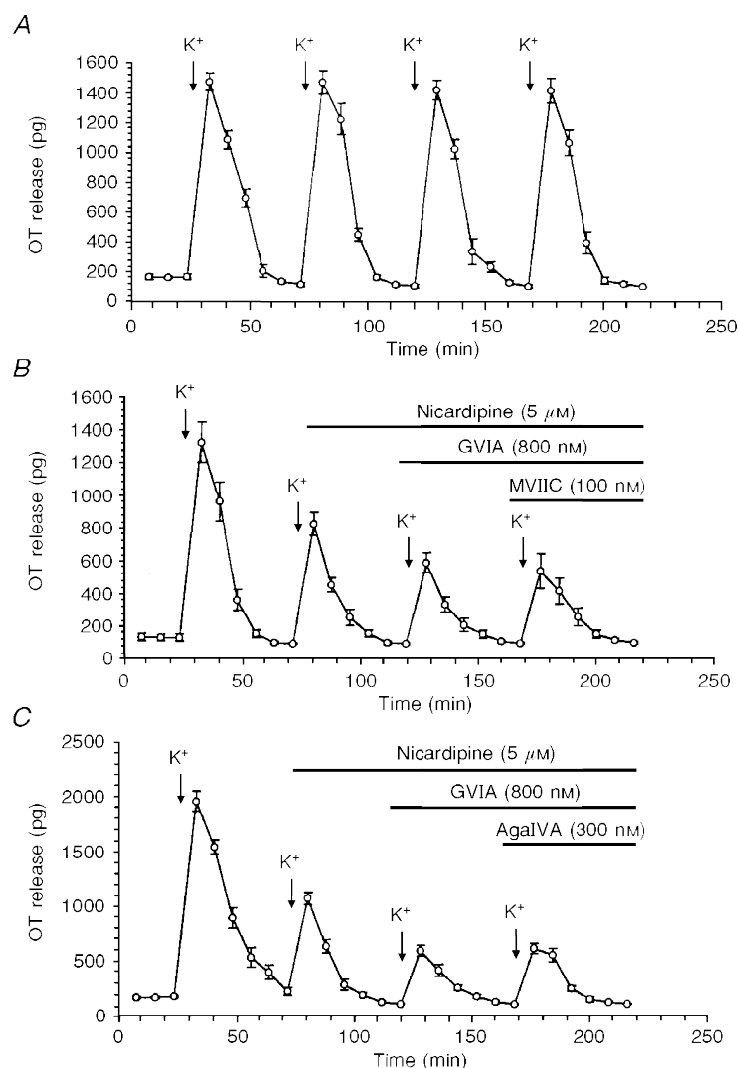 A
K+ K+ K+ K+
1600
1400
1200
1000
800
600
400
200
0
OT release (pg)
50 100 150 200 250
Time (min)
B
1600
1400
1200
1000
800
600
400
200
0
OT release (pg)
K+
K+
K+
K+
Nicardipine (5 μM)
GVIA (800 nM)
MVIIC (100 nM)
0 50 100 150 200 250
Time (min)
C
2500
2000
1500
1000
500
0
OT release (pg)
K+
K+
K+
K+
Nicardipine (5 μM)
GVIA (800 nM)
AgaIVA (300 nM)
0 50 100 150 200 250
Time (min)